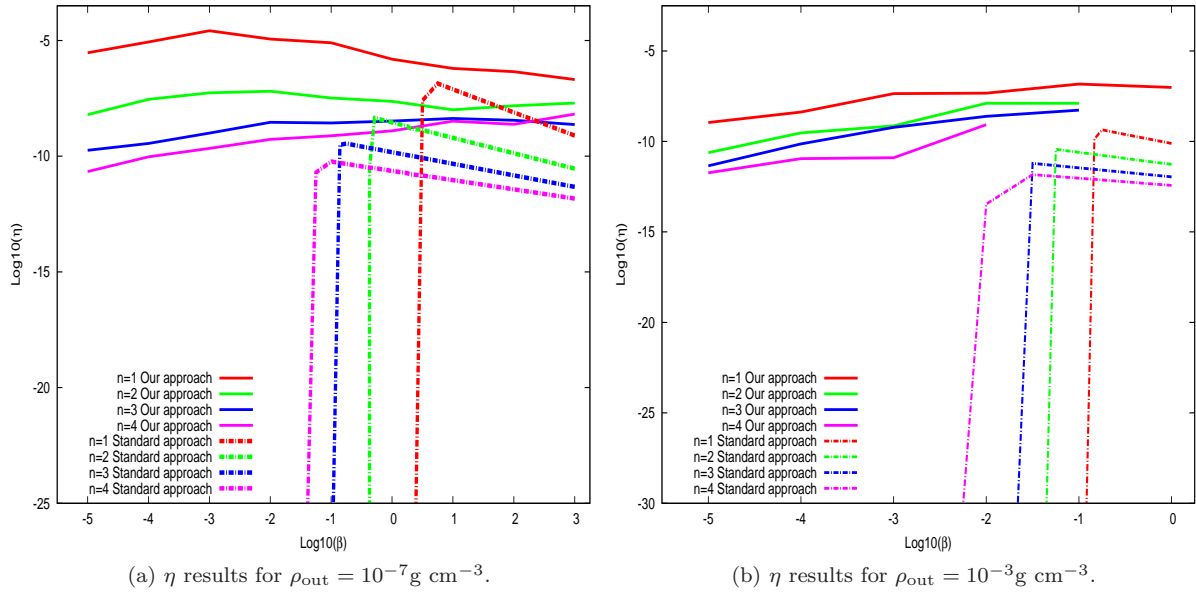 -5
-10
-15
-20
-25
Log10(η)
n=1 Our approach
n=2 Our approach
n=3 Our approach
n=4 Our approach
n=1 Standard approach
n=2 Standard approach
n=3 Standard approach
n=4 Standard approach
-5 -4 -3 -2 -1 0 1 2 3
Log10(β)
(a) η results for ρout = 10−7g cm−3.
-5
-10
-15
-20
-25
-30
Log10(η)
n=1 Our approach
n=2 Our approach
n=3 Our approach
n=4 Our approach
n=1 Standard approach
n=2 Standard approach
n=3 Standard approach
n=4 Standard approach
-5 -4 -3 -2 -1 0
Log10(β)
(b) η results for ρout = 10−3g cm−3.